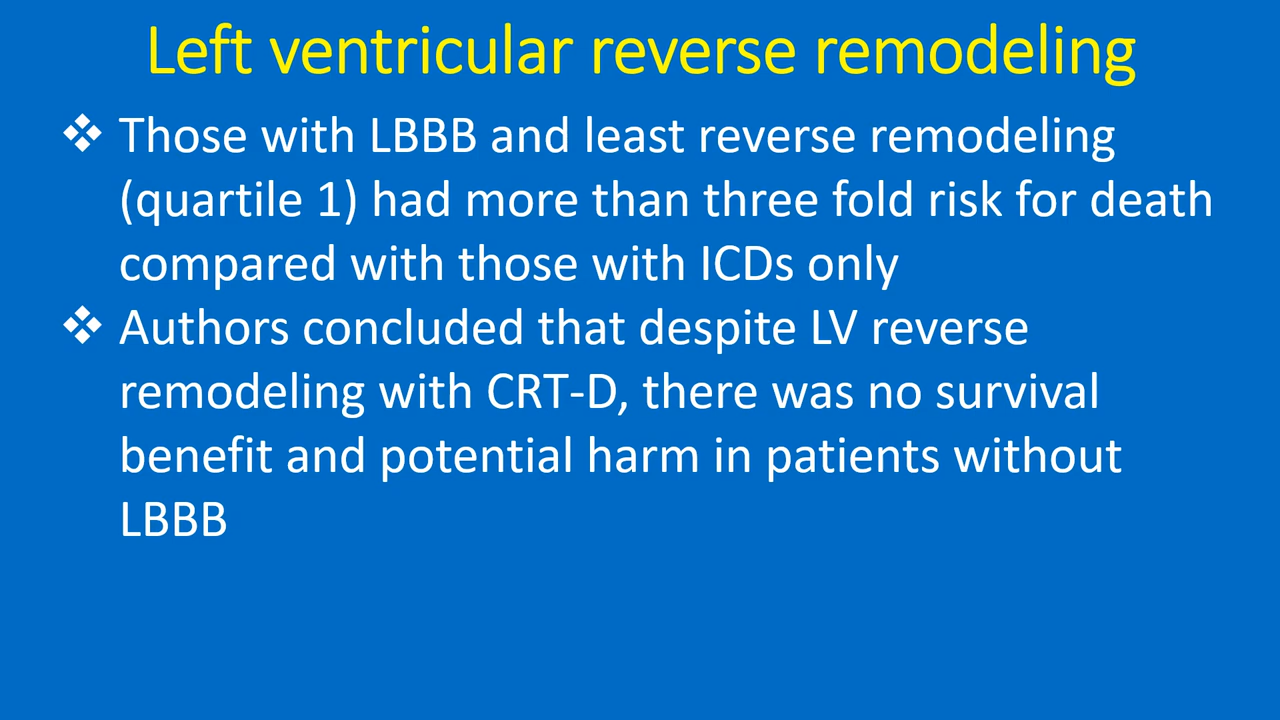 Left ventricular reverse remodeling
❖ Those with LBBB and least reverse remodeling
(quartile 1) had more than three fold risk for death
compared with those with ICDs only
❖ Authors concluded that despite LV reverse
remodeling with CRT-D, there was no survival
benefit and potential harm in patients without
LBBB